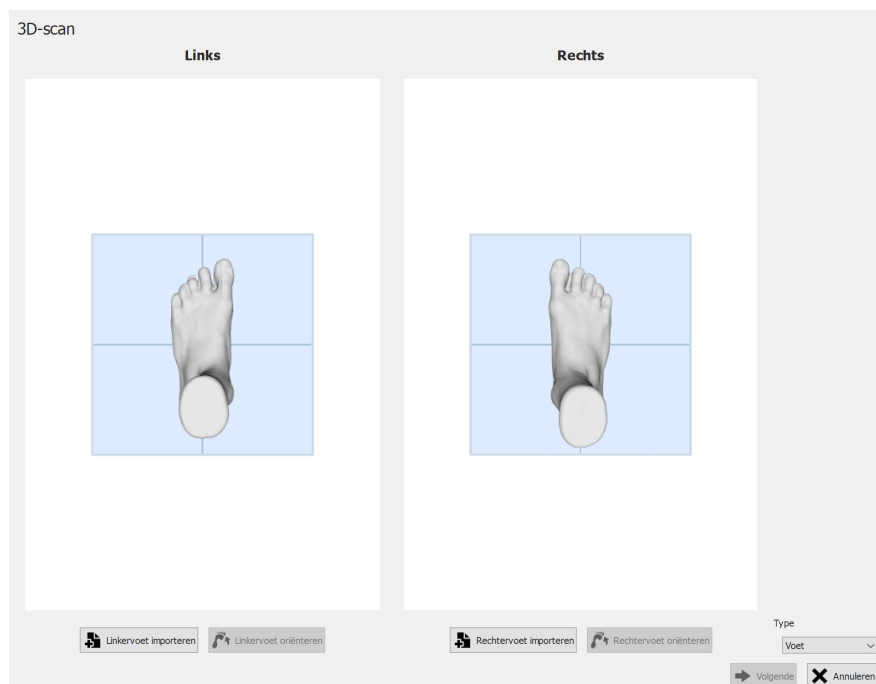 3D-scan
Links
Rechts
Linkervoet importeren
Linkervoet oriënteren
Rechtervoet importeren
Rechtervoet oriënteren
Type
Voet
Volgende
Annuleren